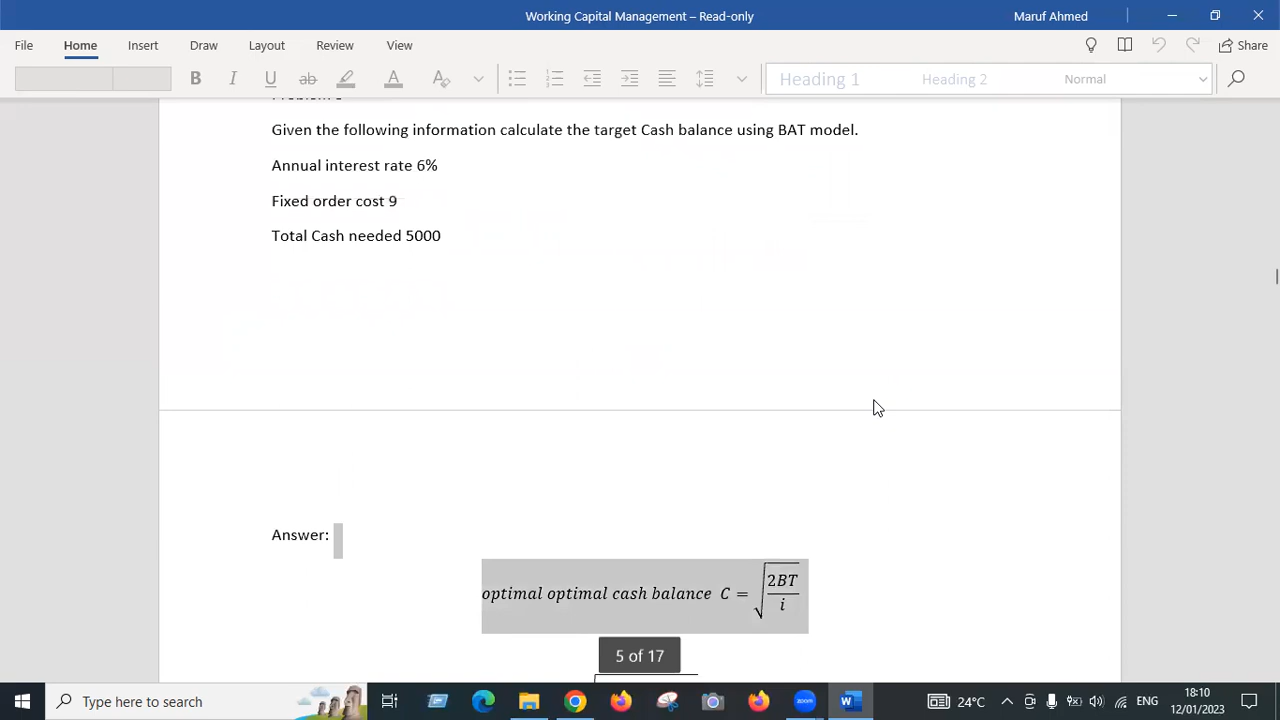 Working Capital Management – Read-only
Maruf Ahmed
File Home Insert Draw Layout References Review View Share
B I U ab A A Heading 1 Heading 2 Normal
Given the following information calculate the target Cash balance using BAT model.
Annual interest rate 6%
Fixed order cost 9
Total Cash needed 5000
Answer:
optimal optimal cash balance C = √(2BT/i)
5 of 17
Type here to search
24°C
ENG
18:10
12/01/2023